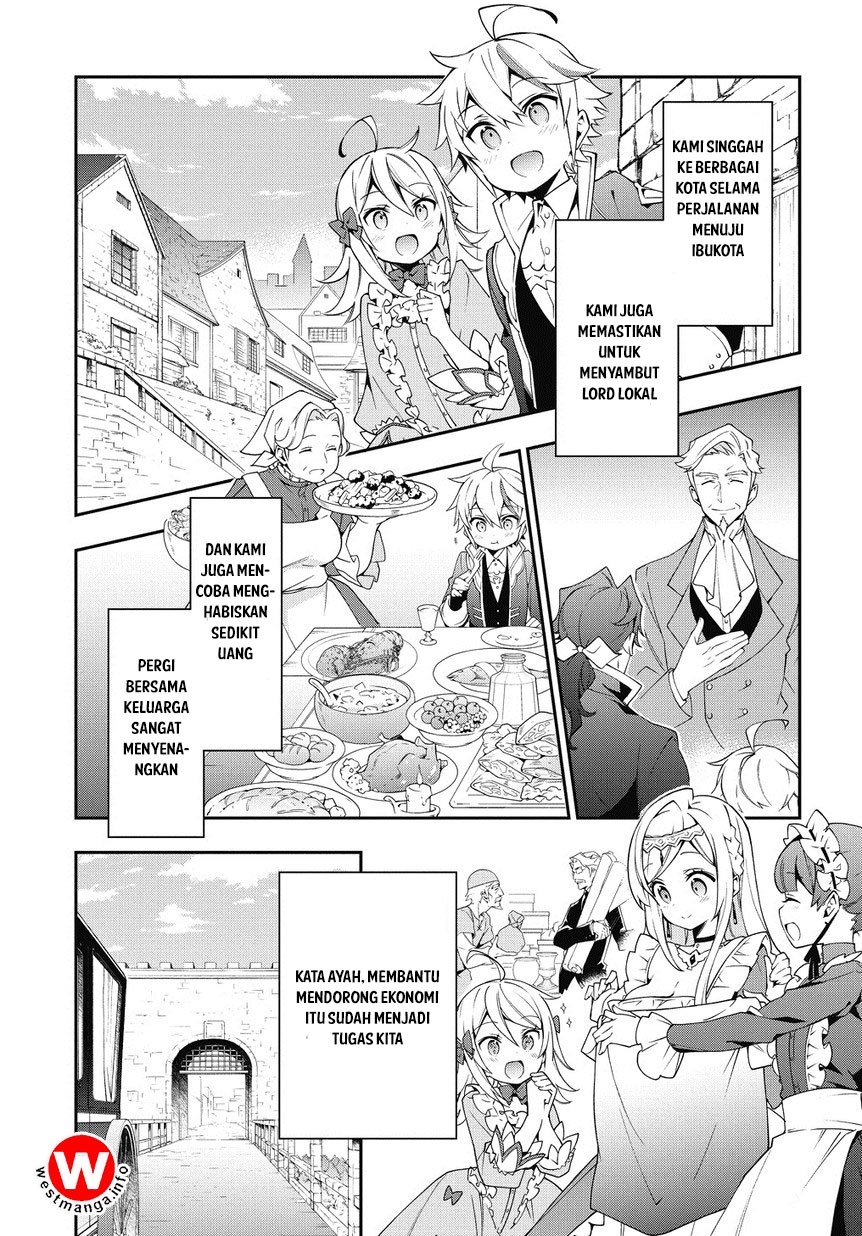 KAMI SINGGAH
KE BERBAGAI
KOTA SELAMA
PERJALANAN
MENUJU
IBUKOTA
KAMI JUGA
MEMASTIKAN
UNTUK
MENYAMBUT
LORD LOKAL
DAN KAMI
JUGA MEN-
COBA MENG-
HABISKAN
SEDIKIT
UANG
PERGI
BERSAMA
KELUARGA
SANGAT
MENYENA-
NGKAN
KATA AYAH, MEMBANTU
MENDORONG EKONOMI
ITU SUDAH MENJADI
TUGAS KITA
W
westmanga.info